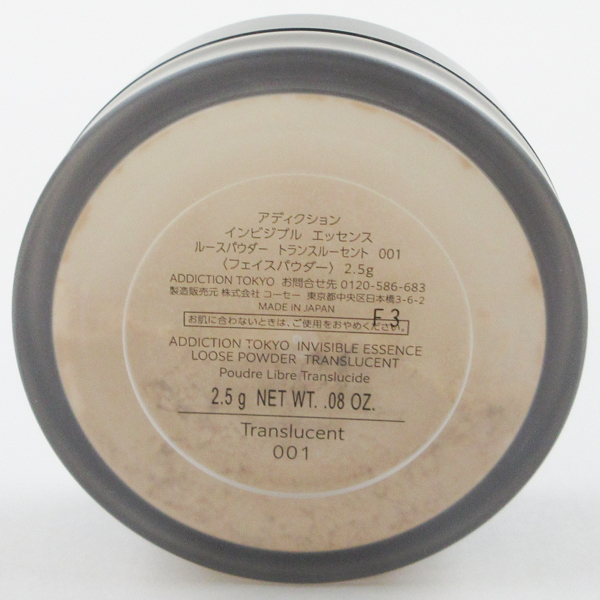 アディクション
インビジブル エッセンス
ルースパウダー トランスルーセント 001
〈フェイスパウダー〉 2.5g
ADDICTION TOKYO お問合せ先 0120-586-683
製造販売元 株式会社 コーセー 東京都中央区日本橋3-6-2
MADE IN JAPAN
F 3
お肌に合わないときは、ご使用をおやめください。
ADDICTION TOKYO INVISIBLE ESSENCE
LOOSE POWDER TRANSLUCENT
Poudre Libre Translucide
2.5 g NET WT. .08 OZ.
Translucent
001